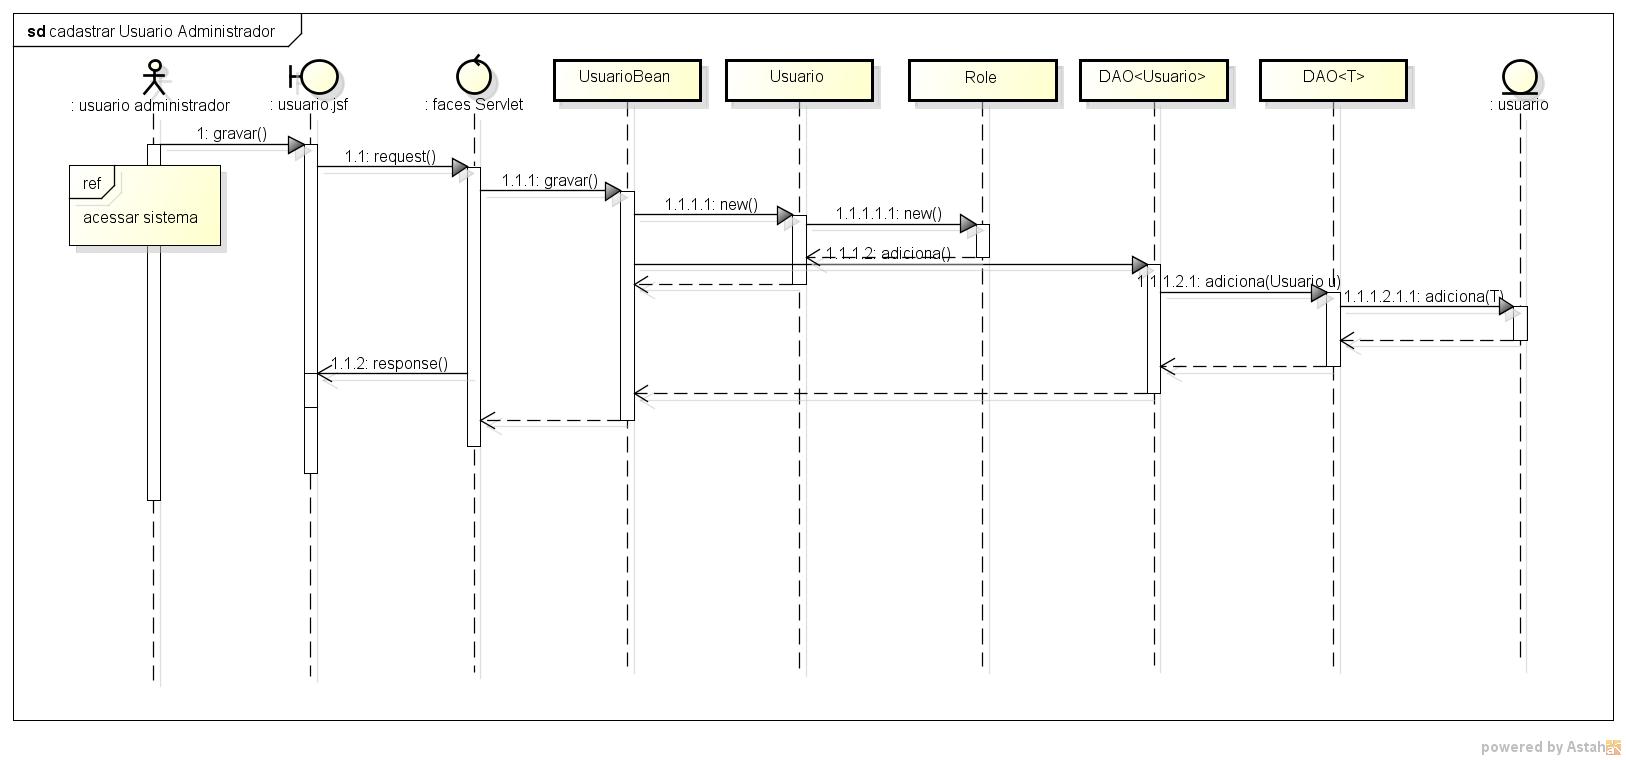 sd cadastrar Usuario Administrador
: usuario administrador
: usuario.jsf
: faces Servlet
UsuarioBean
Usuario
Role
DAO<Usuario>
DAO<T>
: usuario
1: gravar()
1.1: request()
ref
acessar sistema
1.1.1: gravar()
1.1.1.1: new()
1.1.1.1.1: new()
1.1.1.2: adiciona()
1.1.1.2.1: adiciona(Usuario u)
1.1.1.2.1.1: adiciona(T)
1.1.2: response()
powered by Astah